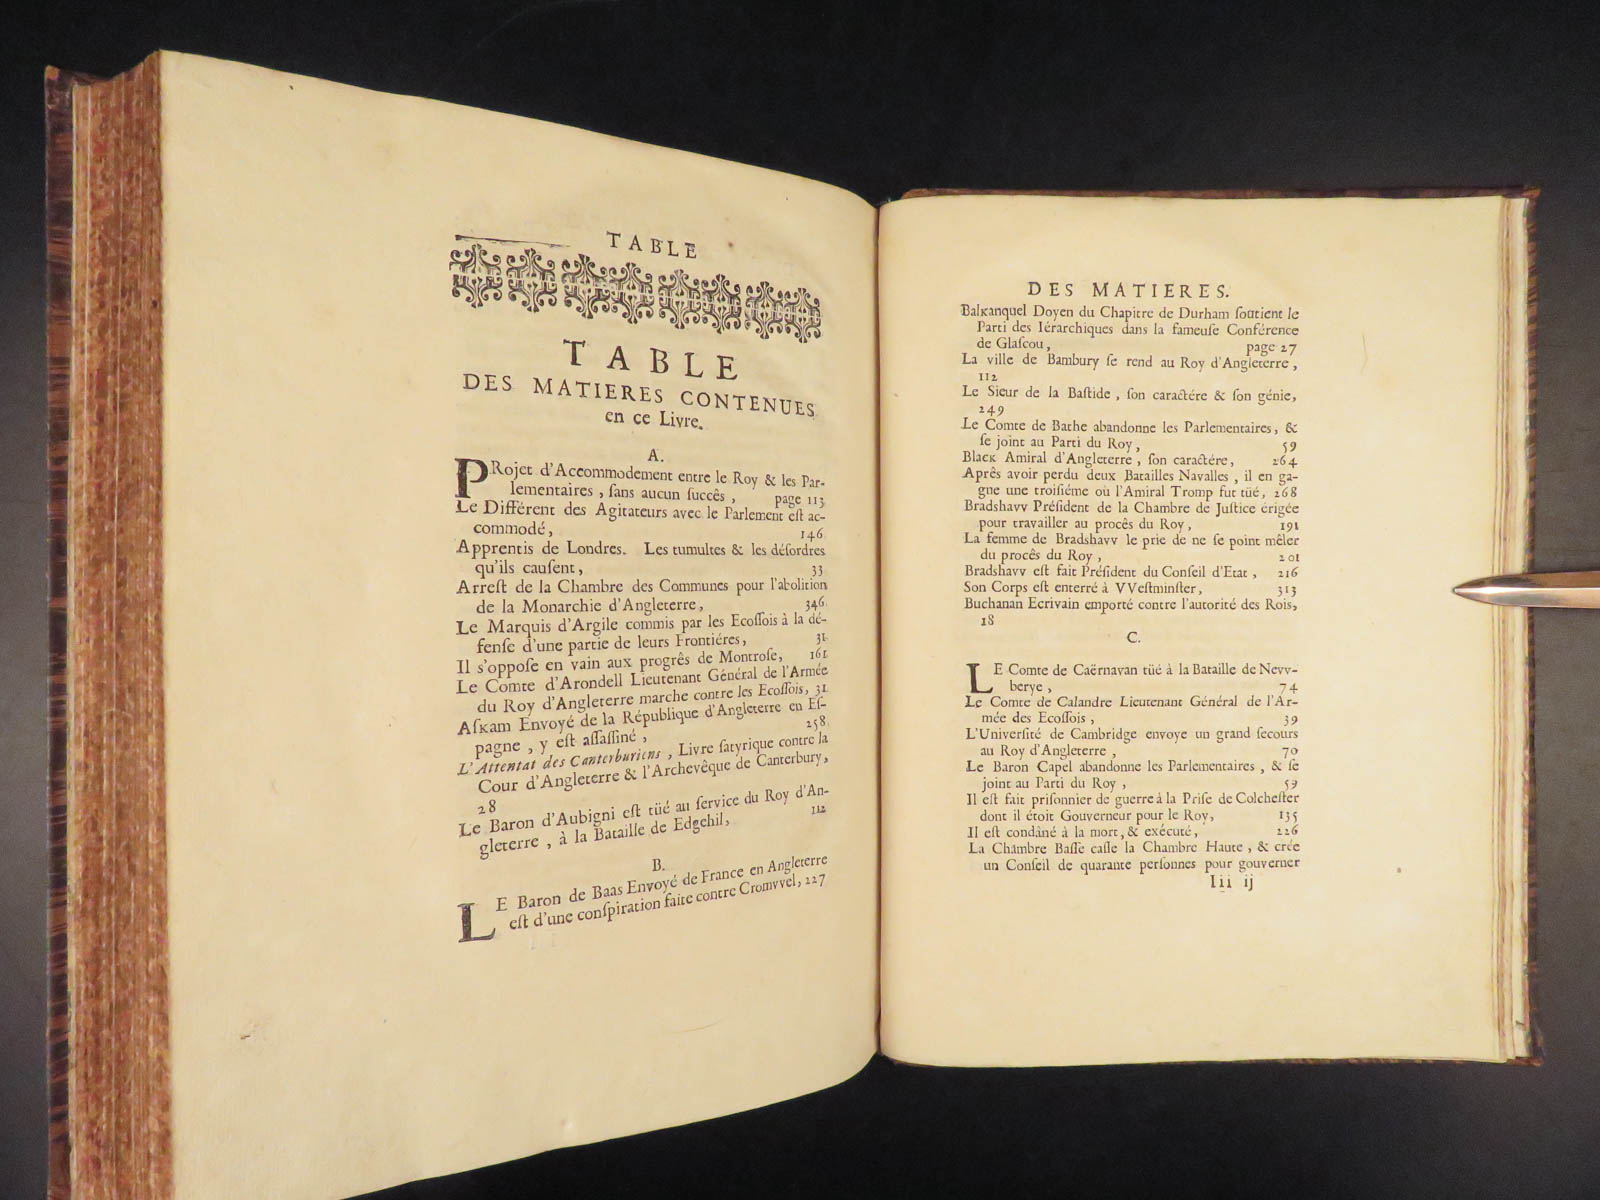 TABLE
TABLE
DES MATIERES CONTENUES
en ce Livre.
A.
PRojet d'Accommodement entre le Roy & les Par-
lementaires, ſans aucun ſuccês, page 113
Le Différent des Agitateurs avec le Parlement eſt ac-
commodé, 146
Apprentis de Londres. Les tumultes & les déſordres
qu'ils cauſent, 33
Arreſt de la Chambre des Communes pour l'abolition
de la Monarchie d'Angleterre, 346
Le Marquis d'Argile commis par les Ecoſſois à la dé-
fenſe d'une partie de leurs Frontiéres, 31
Il s'oppoſe en vain aux progrês de Montroſe, 161
Le Comte d'Arondell Lieutenant Général de l'Armée
du Roy d'Angleterre marche contre les Ecoſſois, 31
Aſkam Envoyé de la République d'Angleterre en Eſ-
pagne, y eſt aſſaſſiné, 258
L'Attentat des Canterburiens, Livre ſatyrique contre la
Cour d'Angleterre & l'Archevêque de Canterbury,
28
Le Baron d'Aubigni eſt tüé au ſervice du Roy d'An-
gleterre, à la Bataille de Edgehil, 112
B.
LE Baron de Baas Envoyé de France en Angleterre
eſt d'une conſpiration faite contre Cromvvel, 227
DES MATIERES.
Balkanquel Doyen du Chapitre de Durham ſoutient le
Parti des Iérarchiques dans la fameuſe Conférence
de Glaſcou, page 27
La ville de Bambury ſe rend au Roy d'Angleterre,
112
Le Sieur de la Baſtide, ſon caractére & ſon génie,
249
Le Comte de Bathe abandonne les Parlementaires, &
ſe joint au Parti du Roy, 59
Black Amiral d'Angleterre, ſon caractére, 264
Aprês avoir perdu deux Batailles Navalles, il en ga-
gne une troiſiéme où l'Amiral Tromp fut tüé, 268
Bradshavv Préſident de la Chambre de Juſtice érigée
pour travailler au procês du Roy, 191
La femme de Bradshavv le prie de ne ſe point mêler
du procês du Roy, 201
Bradshavv eſt fait Préſident du Conſeil d'Etat, 216
Son Corps eſt enterré à VVeſtminſter, 313
Buchanan Ecrivain emporté contre l'autorité des Rois,
18
C.
LE Comte de Caërnavan tüé à la Bataille de Nevv-
berye, 74
Le Comte de Calandre Lieutenant Général de l'Ar-
mée des Ecoſſois, 39
L'Univerſité de Cambridge envoye un grand ſecours
au Roy d'Angleterre, 70
Le Baron Capel abandonne les Parlementaires, & ſe
joint au Parti du Roy, 59
Il eſt fait priſonnier de guerre à la Priſe de Colcheſter
dont il étoit Gouverneur pour le Roy, 135
Il eſt condâné à la mort, & exécuté, 226
La Chambre Baſſe caſſe la Chambre Haute, & crée
un Conſeil de quarante perſonnes pour gouverner
Iii ij